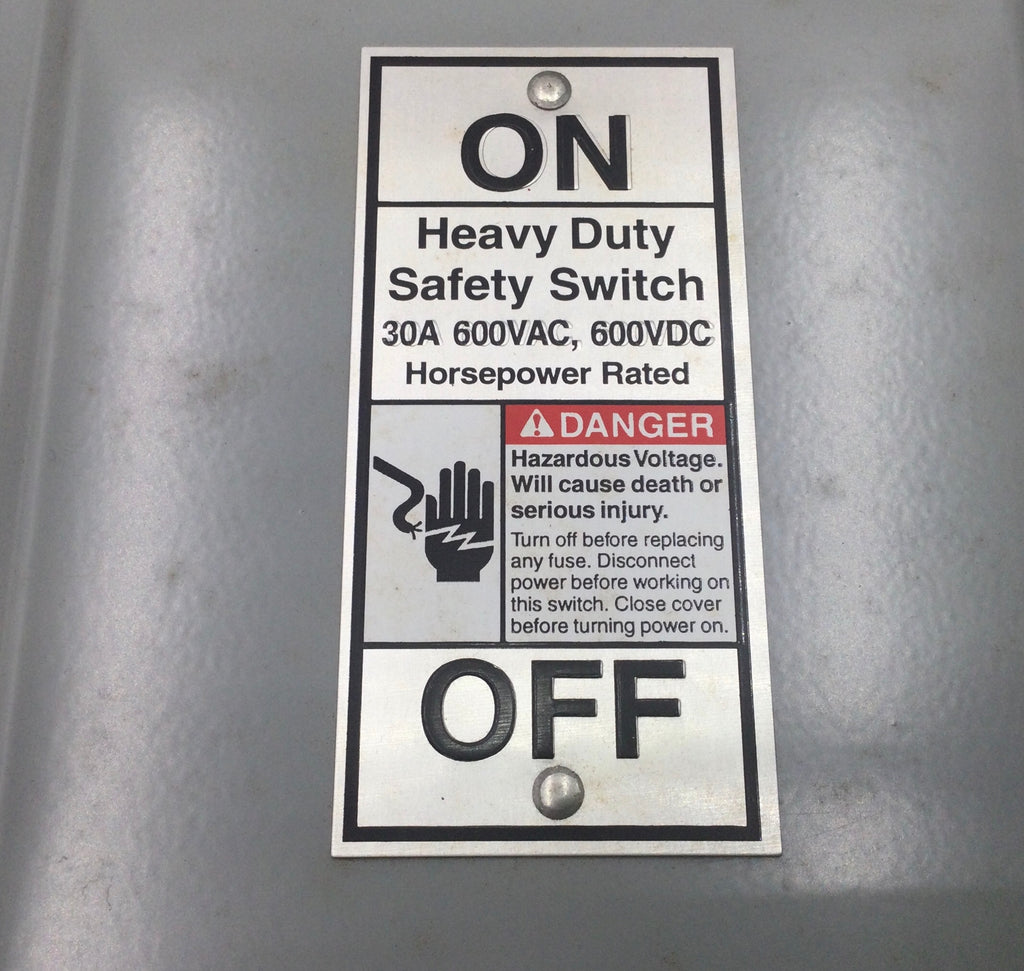 ON
Heavy Duty
Safety Switch
30A 600VAC, 600VDC
Horsepower Rated
DANGER
Hazardous Voltage.
Will cause death or
serious injury.
Turn off before replacing
any fuse. Disconnect
power before working on
this switch. Close cover
before turning power on.
OFF